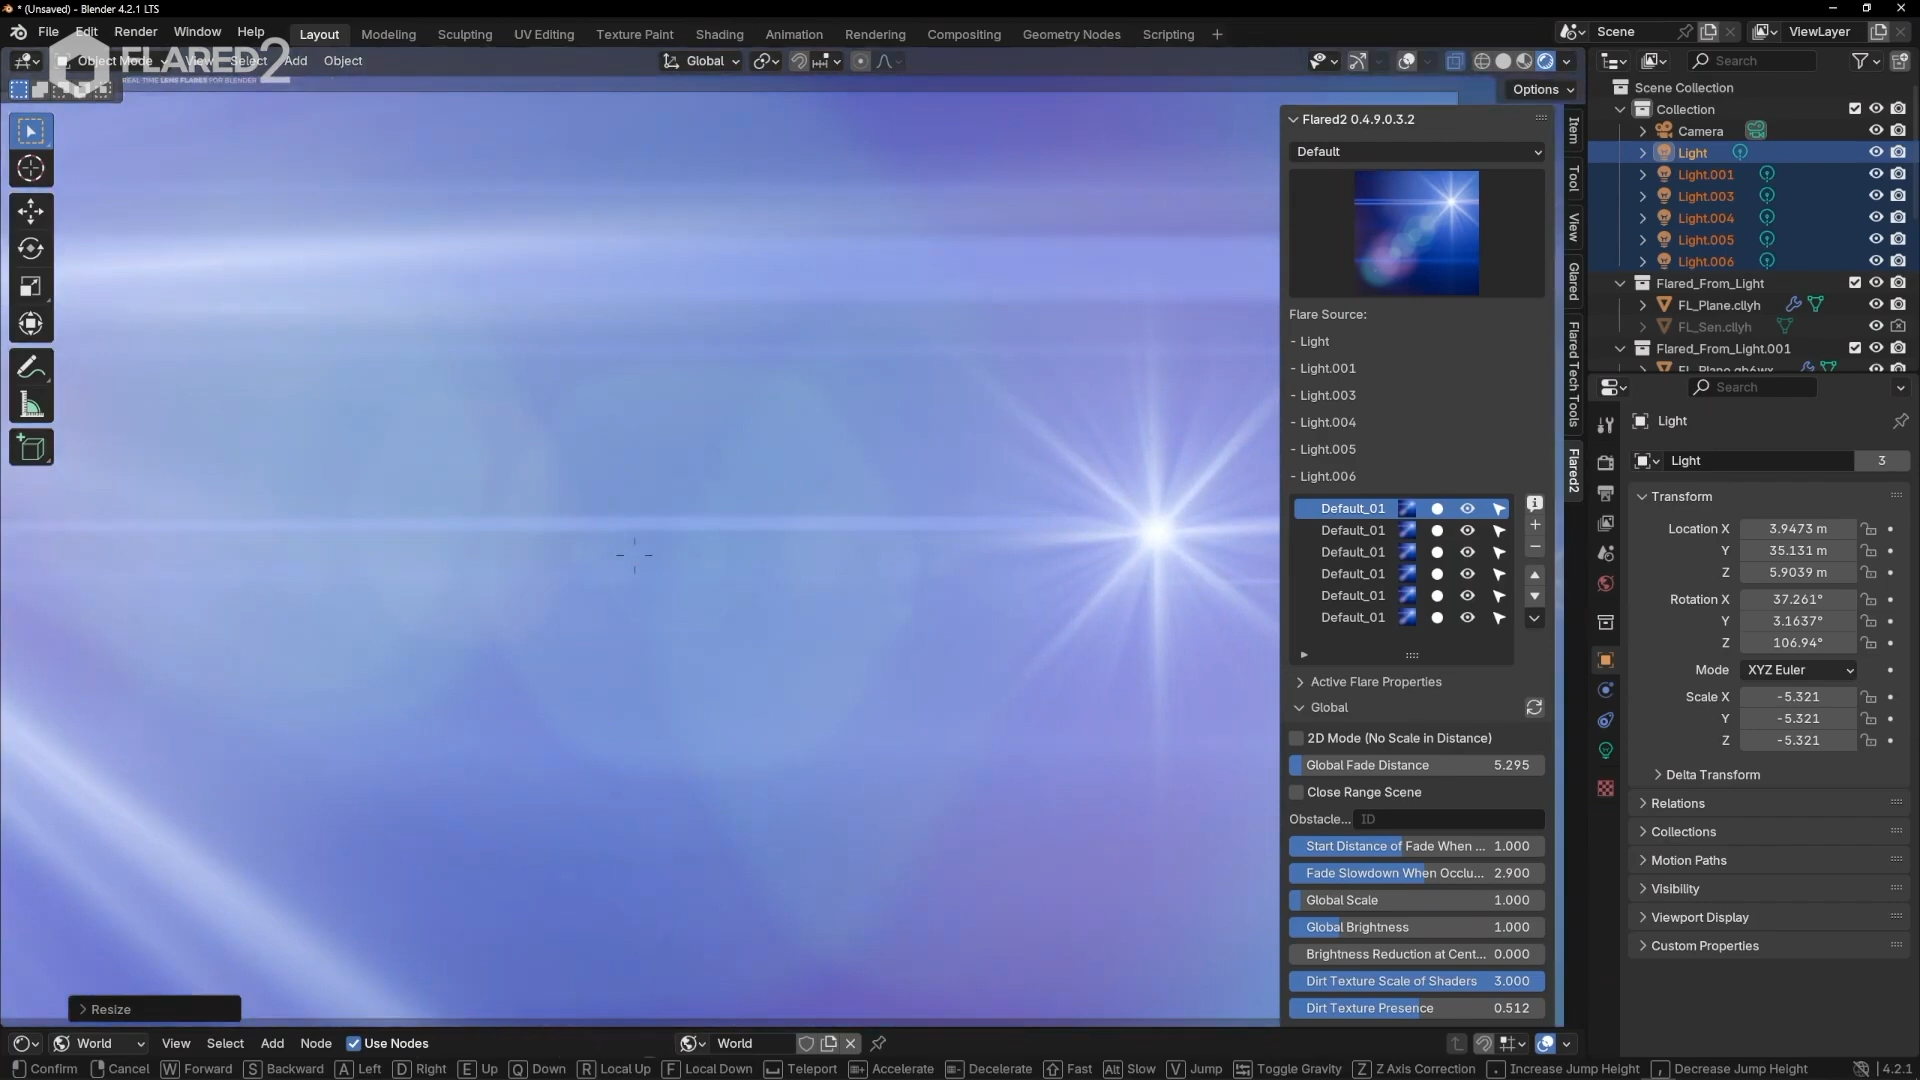 * (Unsaved) - Blender 4.2.1 LTS
File Edit Render Window Help
Layout Modeling Sculpting UV Editing Texture Paint Shading Animation Rendering Compositing Geometry Nodes Scripting +
Scene
ViewLayer
FLARED2
REAL TIME LENS FLARES FOR BLENDER
Object Mode View Select Add Object
Global
Options
Search
Scene Collection
Collection
Camera
Light
Light.001
Light.003
Light.004
Light.005
Light.006
Flared_From_Light
FL_Plane.cllyh
FL_Sen.cllyh
Flared_From_Light.001
Item
Tool
View
Glared
Flared Tech Tools
Flared2
Flared2 0.4.9.0.3.2
Default
Flare Source:
- Light
- Light.001
- Light.003
- Light.004
- Light.005
- Light.006
Default_01
Default_01
Default_01
Default_01
Default_01
Default_01
Active Flare Properties
Global
2D Mode (No Scale in Distance)
Global Fade Distance 5.295
Close Range Scene
Obstacle... ID
Start Distance of Fade When ... 1.000
Fade Slowdown When Occlu... 2.900
Global Scale 1.000
Global Brightness 1.000
Brightness Reduction at Cent... 0.000
Dirt Texture Scale of Shaders 3.000
Dirt Texture Presence 0.512
Search
Light
Light 3
Transform
Location X 3.9473 m
Y 35.131 m
Z 5.9039 m
Rotation X 37.261°
Y 3.1637°
Z 106.94°
Mode XYZ Euler
Scale X -5.321
Y -5.321
Z -5.321
Delta Transform
Relations
Collections
Motion Paths
Visibility
Viewport Display
Custom Properties
Resize
World View Select Add Node Use Nodes
World
Confirm Cancel W Forward S Backward A Left D Right E Up Q Down R Local Up F Local Down Teleport Accelerate Decelerate Fast Alt Slow V Jump Toggle Gravity Z Z Axis Correction . Increase Jump Height , Decrease Jump Height 4.2.1